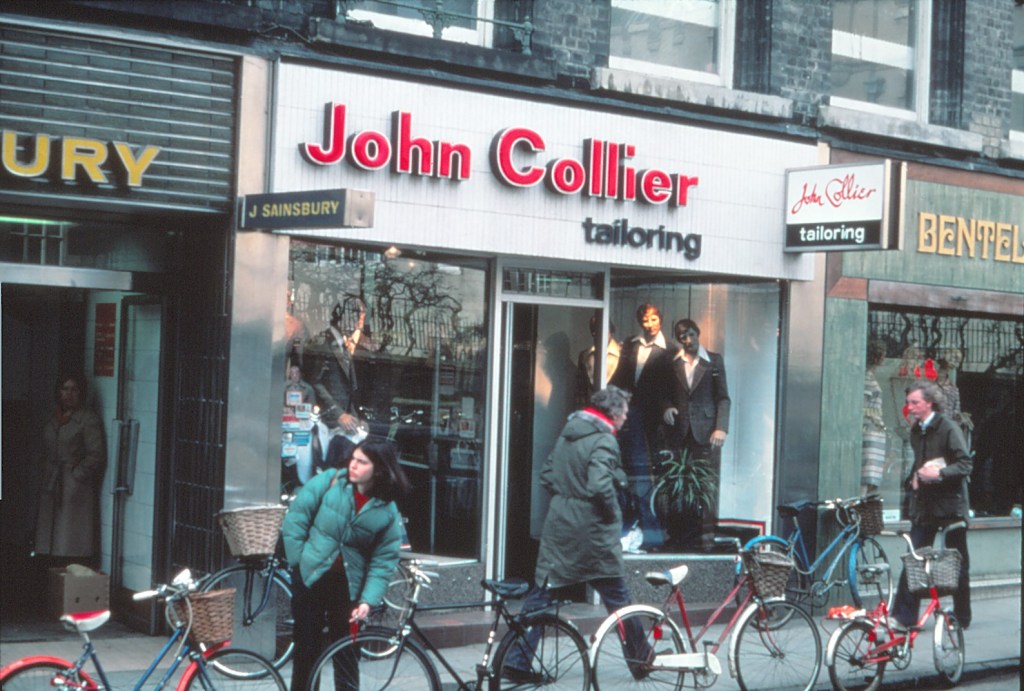 URY
J SAINSBURY
John Collier
tailoring
John Collier
tailoring
BENTEL